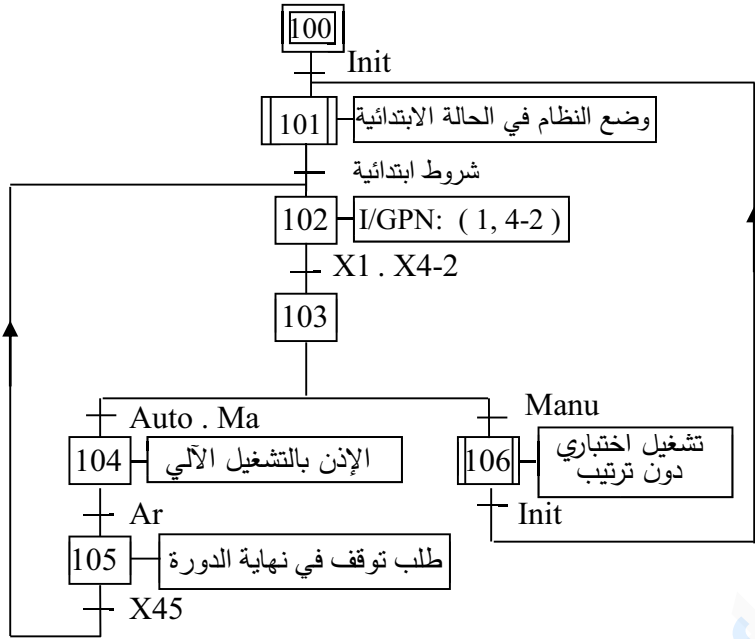 100
Init
101
وضع النظام في الحالة الابتدائية
شروط ابتدائية
102
I/GPN: ( 1, 4-2 )
X1 . X4-2
103
Auto . Ma
Manu
104
الإذن بالتشغيل الآلي
106
تشغيل اختباري
دون ترتيب
Ar
Init
105
طلب توقف في نهاية الدورة
X45